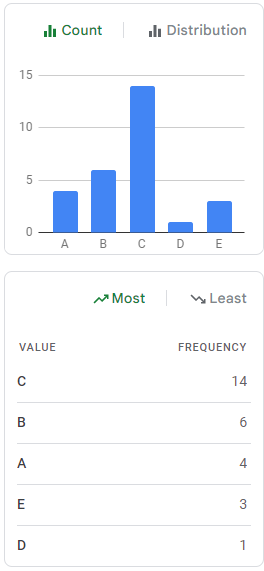 Count Distribution
15
10
5
0
A B C D E
Most Least
VALUE FREQUENCY
C 14
B 6
A 4
E 3
D 1